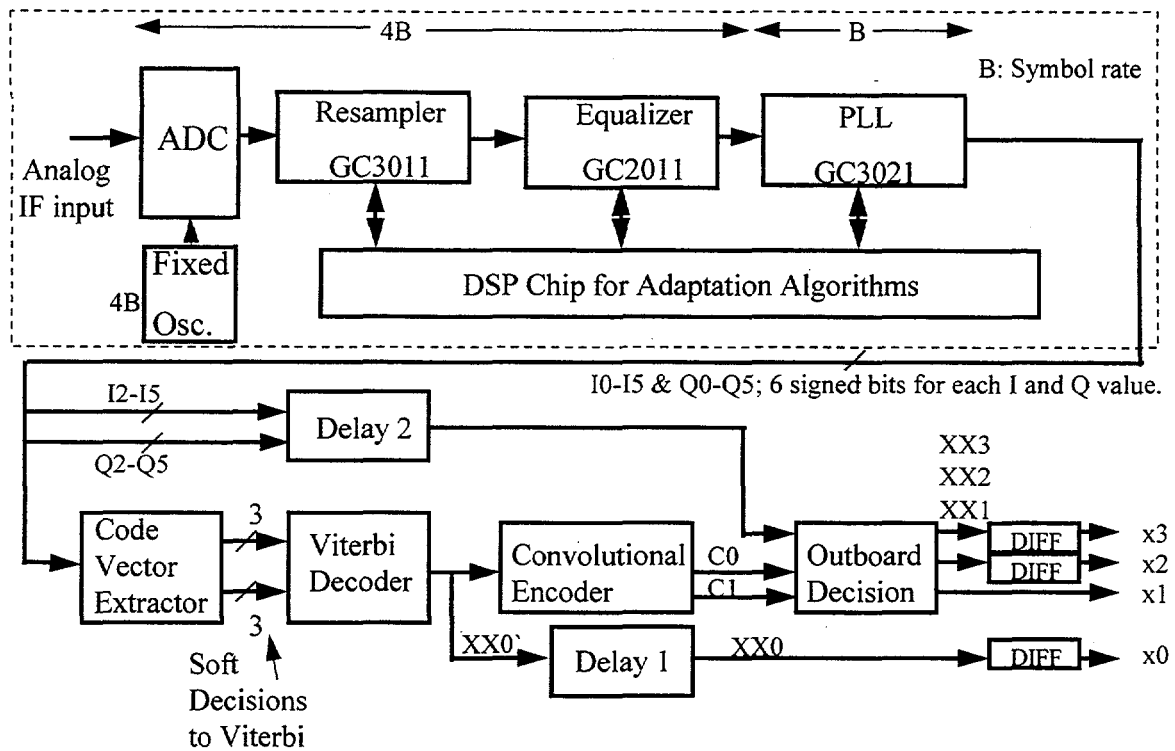 4B
B
B: Symbol rate
Analog
IF input
ADC
Resampler
GC3011
Equalizer
GC2011
PLL
GC3021
4B
Fixed
Osc.
DSP Chip for Adaptation Algorithms
I0-I5 & Q0-Q5; 6 signed bits for each I and Q value.
I2-I5
Q2-Q5
Delay 2
XX3
XX2
XX1
Code
Vector
Extractor
3
3
Viterbi
Decoder
Convolutional
Encoder
C0
C1
Outboard
Decision
DIFF
DIFF
x3
x2
x1
XX0`
Delay 1
XX0
DIFF
x0
Soft
Decisions
to Viterbi